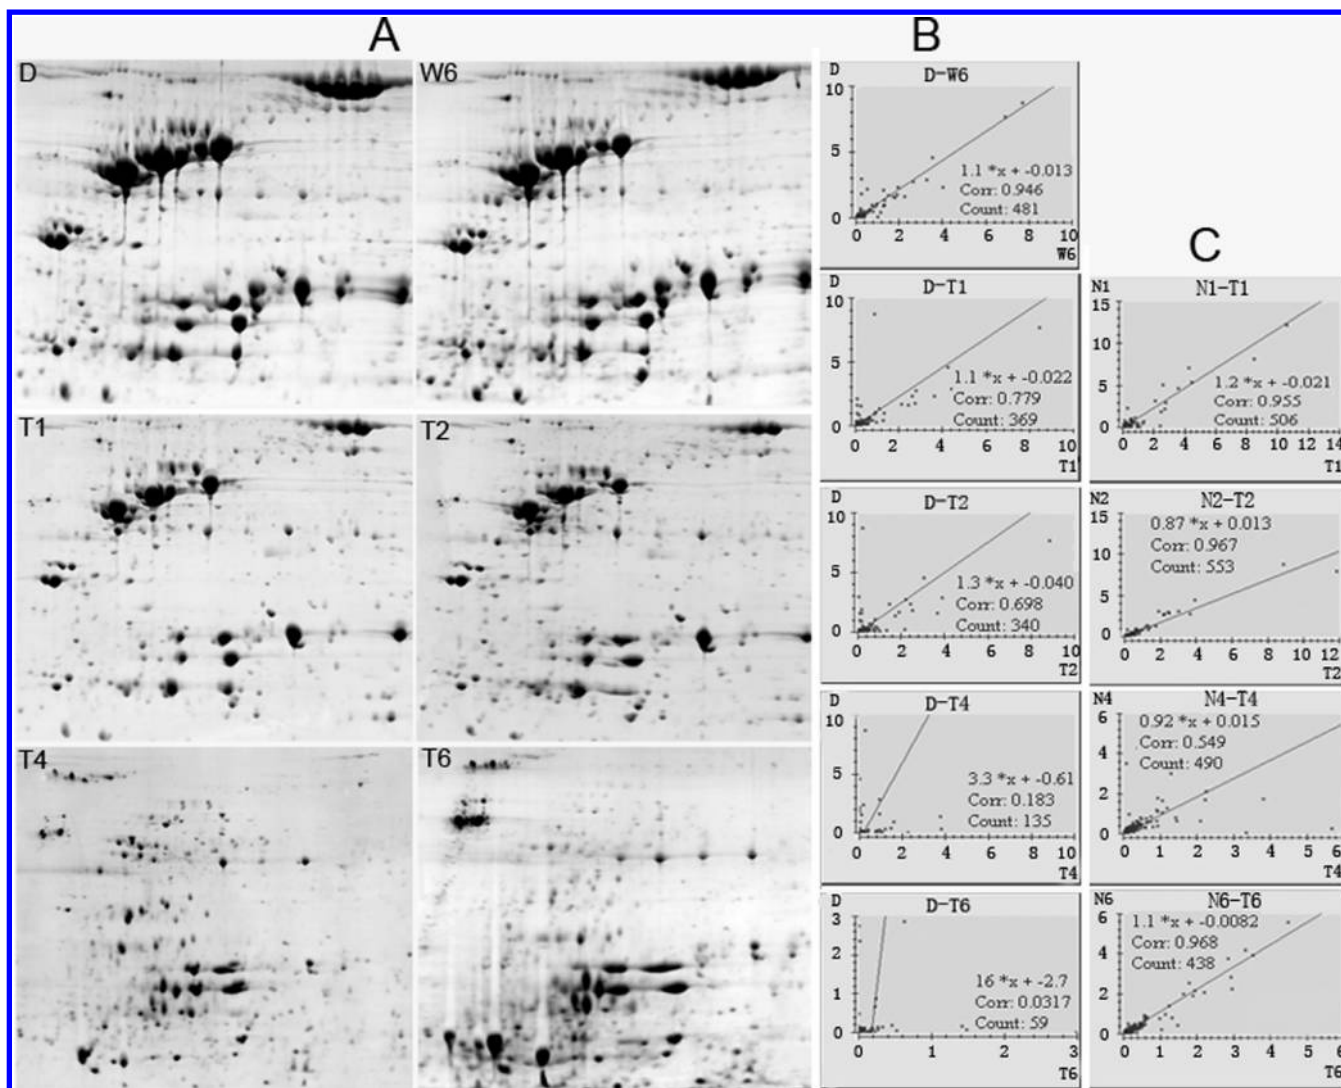 A
B
C
D
W6
T1
T2
T4
T6
D
D-W6
10
5
0
1.1 *x + -0.013
Corr: 0.946
Count: 481
0 2 4 6 8 10
W6
D
D-T1
10
5
0
1.1 *x + -0.022
Corr: 0.779
Count: 369
0 2 4 6 8 10
T1
D
D-T2
10
5
0
1.3 *x + -0.040
Corr: 0.698
Count: 340
0 2 4 6 8 10
T2
D
D-T4
10
5
0
3.3 *x + -0.61
Corr: 0.183
Count: 135
0 2 4 6 8 10
T4
D
D-T6
3
2
1
0
16 *x + -2.7
Corr: 0.0317
Count: 59
0 1 2 3
T6
N1
N1-T1
15
10
5
0
1.2 *x + -0.021
Corr: 0.955
Count: 506
0 2 4 6 8 10 12 14
T1
N2
N2-T2
15
10
5
0
0.87 *x + 0.013
Corr: 0.967
Count: 553
0 2 4 6 8 10 12
T2
N4
N4-T4
6
4
2
0
0.92 *x + 0.015
Corr: 0.549
Count: 490
0 1 2 3 4 5 6
T4
N6
N6-T6
6
4
2
0
1.1 *x + -0.0082
Corr: 0.968
Count: 438
0 1 2 3 4 5 6
T6